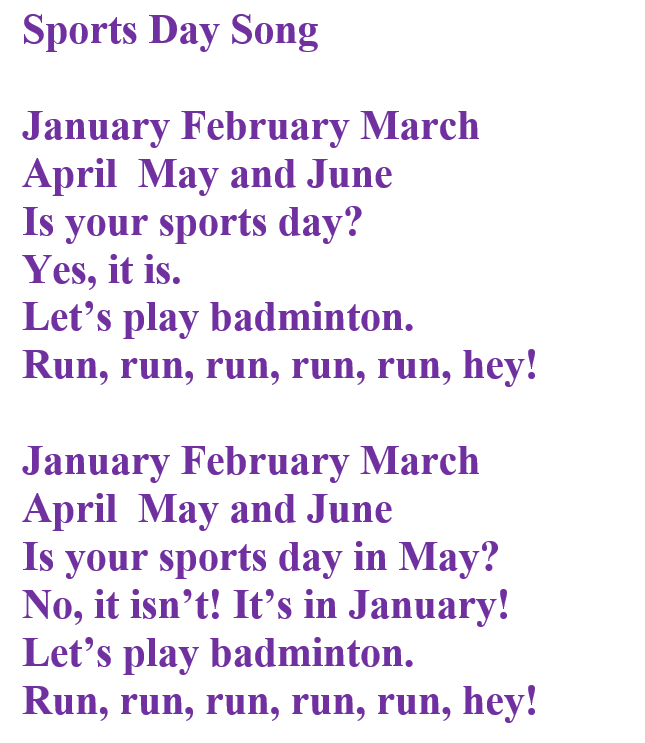 Sports Day Song
January February March
April  May and June
Is your sports day?
Yes, it is.
Let’s play badminton.
Run, run, run, run, run, hey!
January February March
April  May and June
Is your sports day in May?
No, it isn’t! It’s in January!
Let’s play badminton.
Run, run, run, run, run, hey!